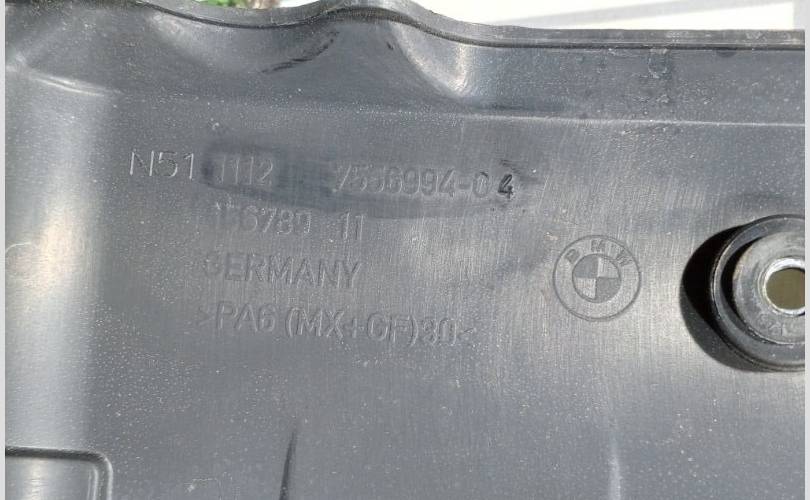 N51 1112 7556994-04
156789 11
GERMANY
>PA6 (MX+GF)30<
BMW